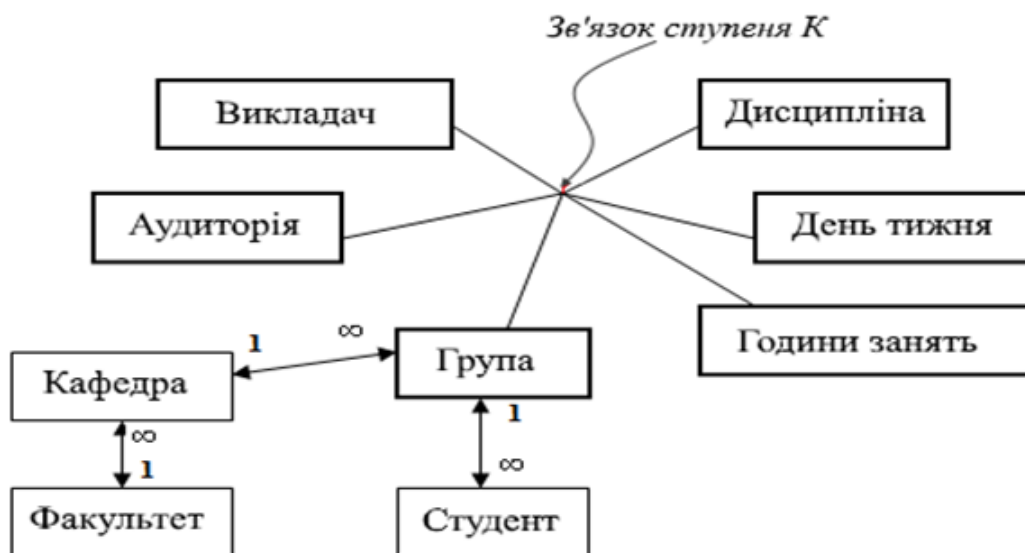 Зв'язок ступеня К
Викладач
Дисципліна
Аудиторія
День тижня
Години занять
1
∞
Кафедра
Група
∞
1
1
∞
Факультет
Студент